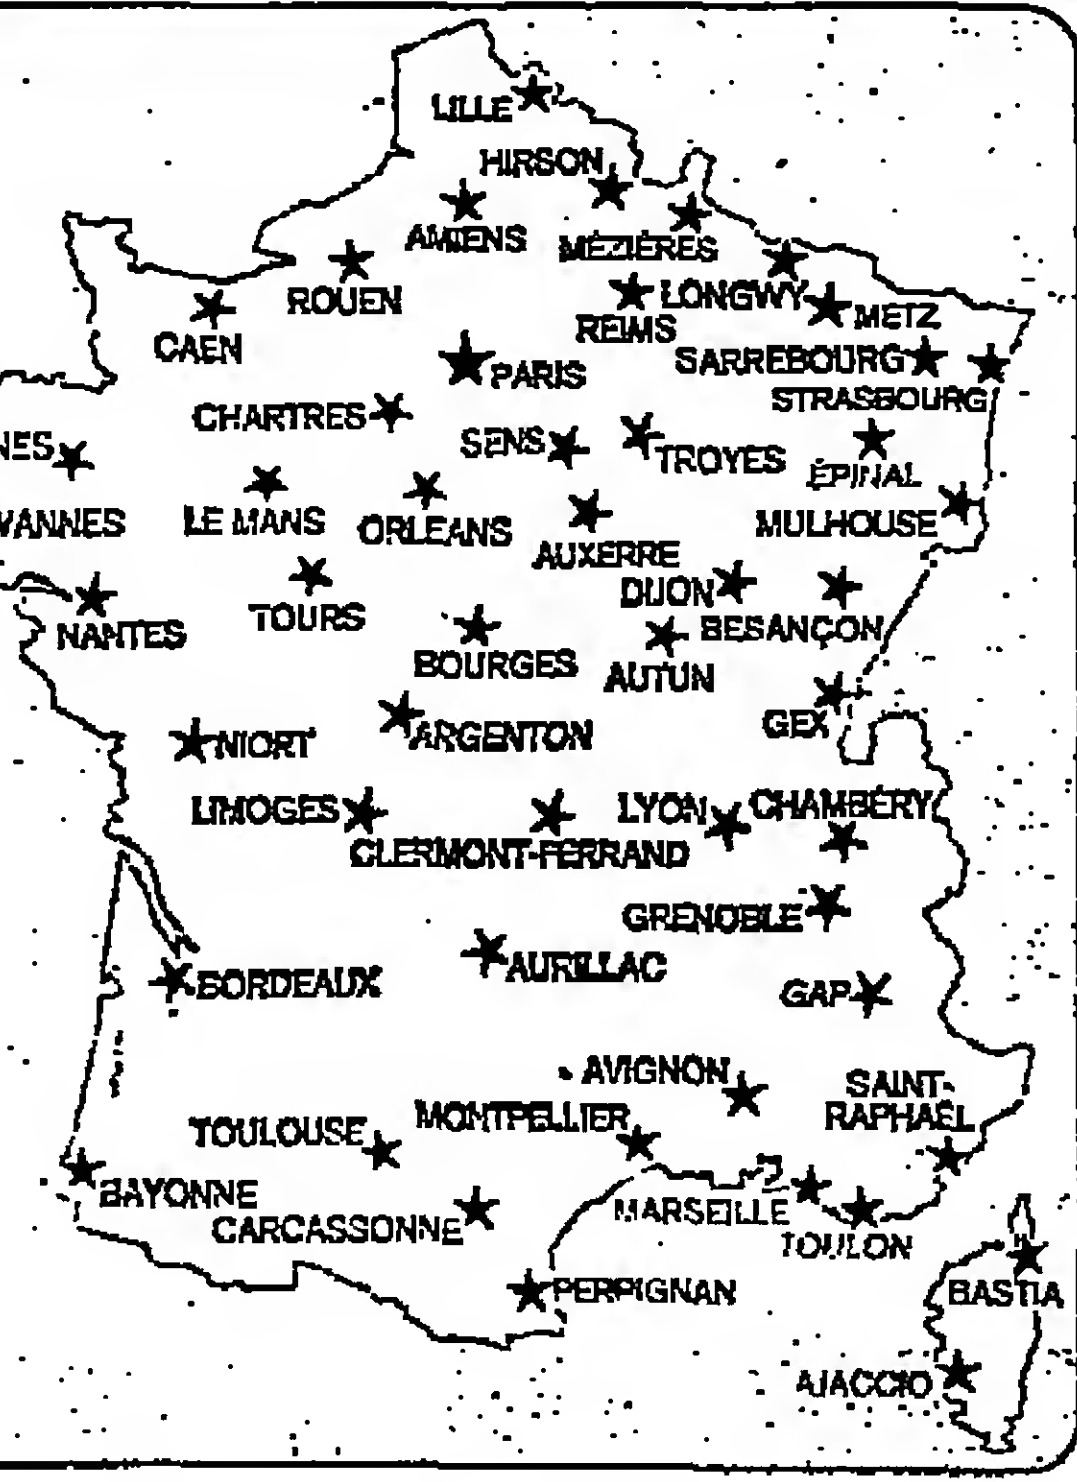 LILLE
HIRSON
AMIENS
MÉZIÈRES
ROUEN
LONGWY
METZ
REIMS
CAEN
PARIS
SARREBOURG
STRASBOURG
CHARTRES
SENS
TROYES
NES
ÉPINAL
VANNES
LE MANS
ORLEANS
MULHOUSE
AUXERRE
DIJON
TOURS
NANTES
BESANÇON
BOURGES
AUTUN
GEX
ARGENTON
NIORT
LIMOGES
LYON
CHAMBÉRY
CLERMONT-FERRAND
GRENOBLE
AURILLAC
BORDEAUX
GAP
AVIGNON
SAINT-
RAPHAËL
MONTPELLIER
TOULOUSE
BAYONNE
MARSEILLE
CARCASSONNE
TOULON
PERPIGNAN
BASTIA
AJACCIO